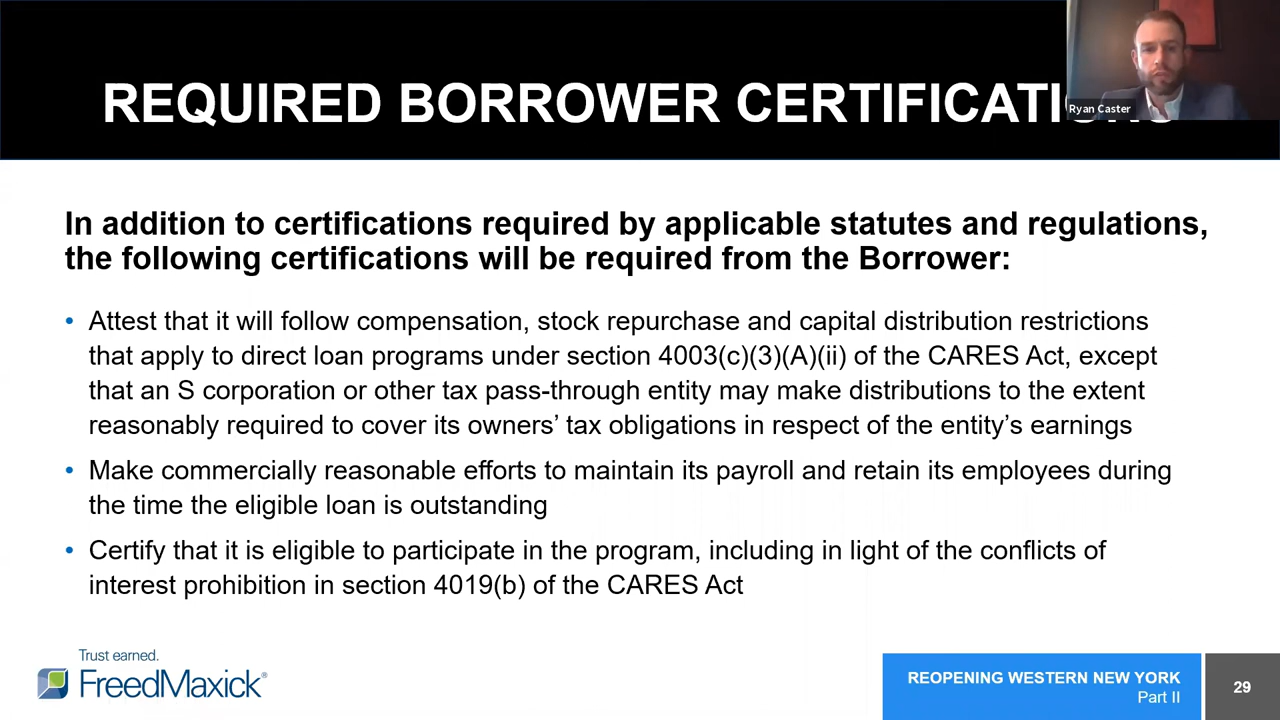 REQUIRED BORROWER CERTIFICATIONS
Ryan Caster
In addition to certifications required by applicable statutes and regulations,
the following certifications will be required from the Borrower:
• Attest that it will follow compensation, stock repurchase and capital distribution restrictions
that apply to direct loan programs under section 4003(c)(3)(A)(ii) of the CARES Act, except
that an S corporation or other tax pass-through entity may make distributions to the extent
reasonably required to cover its owners’ tax obligations in respect of the entity’s earnings
• Make commercially reasonable efforts to maintain its payroll and retain its employees during
the time the eligible loan is outstanding
• Certify that it is eligible to participate in the program, including in light of the conflicts of
interest prohibition in section 4019(b) of the CARES Act
Trust earned.
FreedMaxick®
REOPENING WESTERN NEW YORK
Part II
29